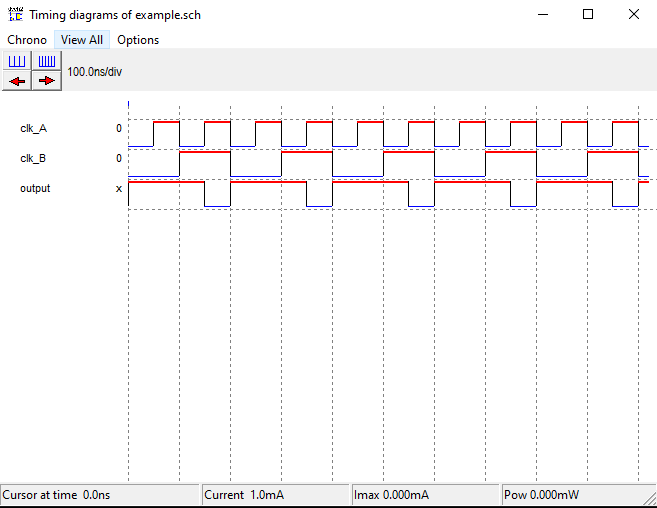 Timing diagrams of example.sch
Chrono View All Options
100.0ns/div
clk_A 0
clk_B 0
output x
Cursor at time 0.0ns Current 1.0mA Imax 0.000mA Pow 0.000mW